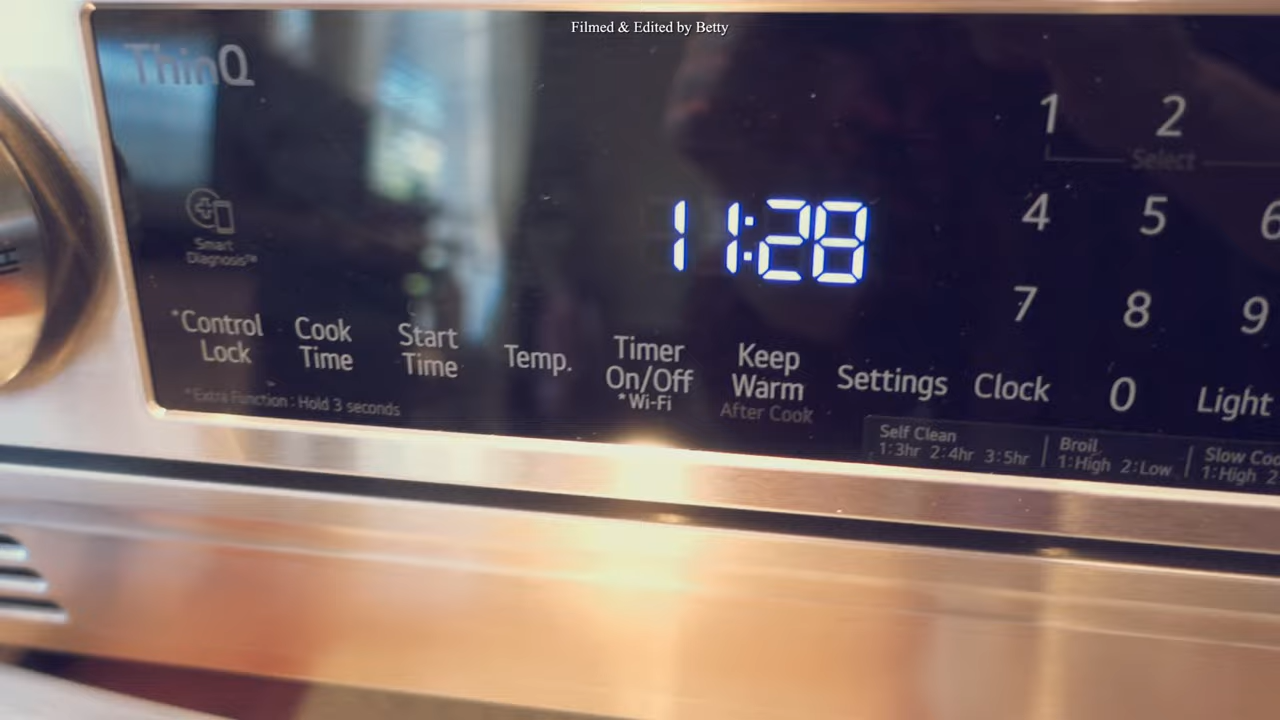 Filmed & Edited by Betty
ThinQ
1 2
Select
Smart
Diagnosis™
11:28
4 5 6
7 8 9
*Control
Lock
Cook
Time
Start
Time
Temp.
Timer
On/Off
*Wi-Fi
Keep
Warm
After Cook
Settings
Clock
0
Light
*Extra Function : Hold 3 seconds
Self Clean
1:3hr 2:4hr 3:5hr
Broil
1:High 2:Low
Slow
1:High